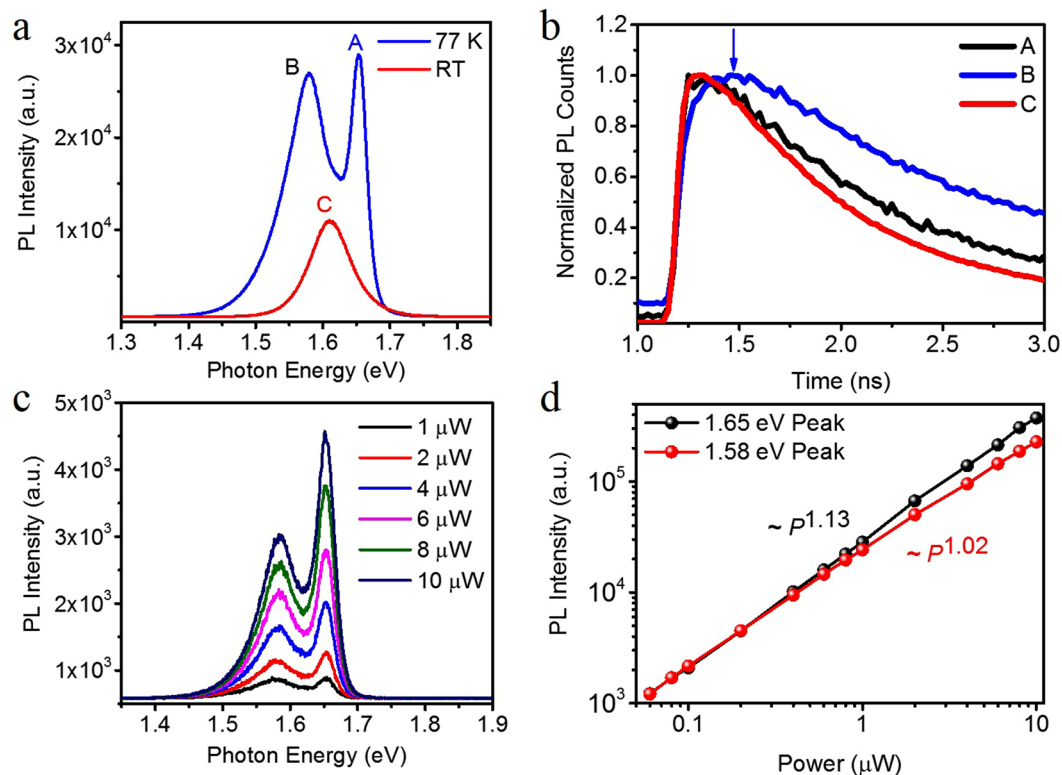 a
77 K
RT
A
B
C
3x10⁴
2x10⁴
1x10⁴
PL Intensity (a.u.)
1.3 1.4 1.5 1.6 1.7 1.8
Photon Energy (eV)
b
A
B
C
1.2
1.0
0.8
0.6
0.4
0.2
Normalized PL Counts
1.0 1.5 2.0 2.5 3.0
Time (ns)
c
1 μW
2 μW
4 μW
6 μW
8 μW
10 μW
5x10³
4x10³
3x10³
2x10³
1x10³
PL Intensity (a.u.)
1.4 1.5 1.6 1.7 1.8 1.9
Photon Energy (eV)
d
1.65 eV Peak
1.58 eV Peak
~ P¹·¹³
~ P¹·⁰²
10⁵
10⁴
10³
PL Intensity (a.u.)
0.1 1 10
Power (μW)